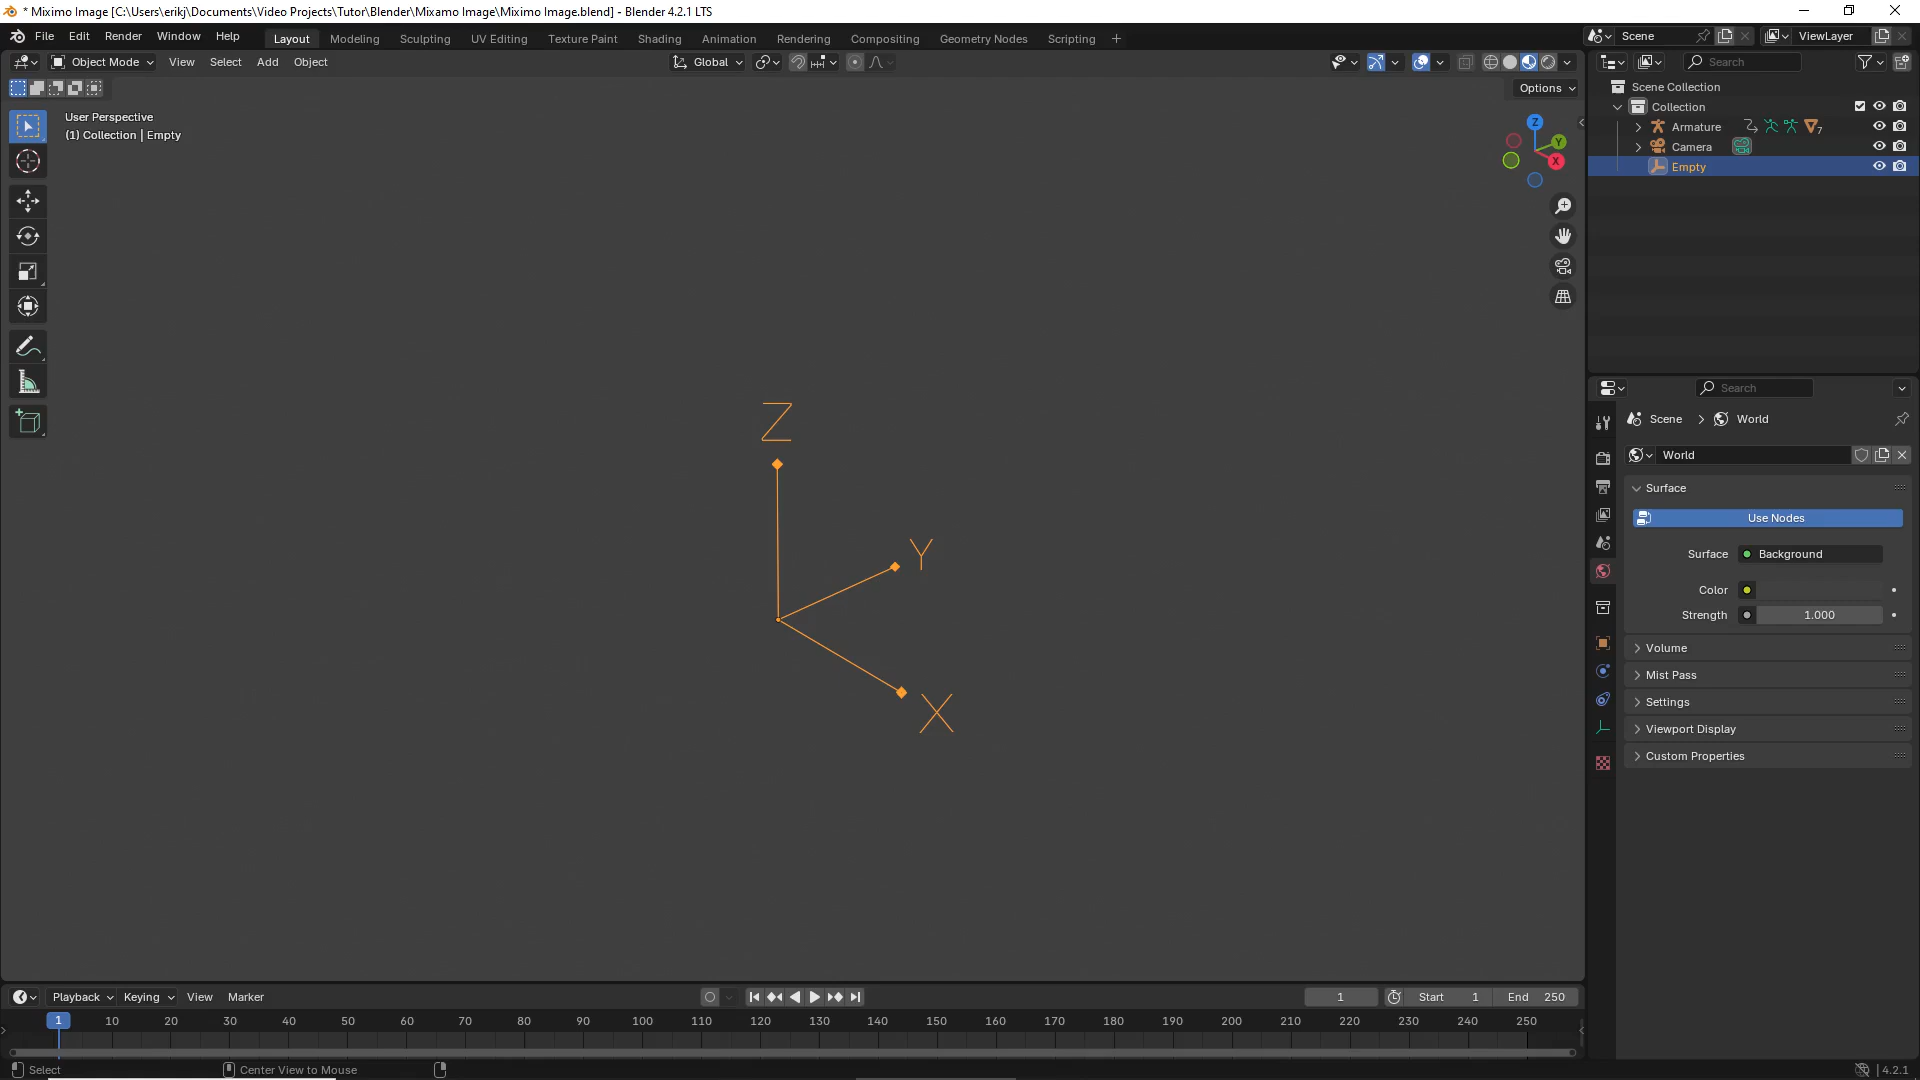 * Miximo Image [C:\Users\erikj\Documents\Video Projects\Tutor\Blender\Mixamo Image\Miximo Image.blend] - Blender 4.2.1 LTS
File Edit Render Window Help Layout Modeling Sculpting UV Editing Texture Paint Shading Animation Rendering Compositing Geometry Nodes Scripting + Scene ViewLayer
Object Mode View Select Add Object Global Search
Options
User Perspective
(1) Collection | Empty
Z
Y
X
Scene Collection
Collection
Armature 7
Camera
Empty
Z
Y
X
Search
Scene > World
World
Surface
Use Nodes
Surface Background
Color
Strength 1.000
Volume
Mist Pass
Settings
Viewport Display
Custom Properties
Playback Keying View Marker 1 Start 1 End 250
1 10 20 30 40 50 60 70 80 90 100 110 120 130 140 150 160 170 180 190 200 210 220 230 240 250
Select Center View to Mouse 4.2.1